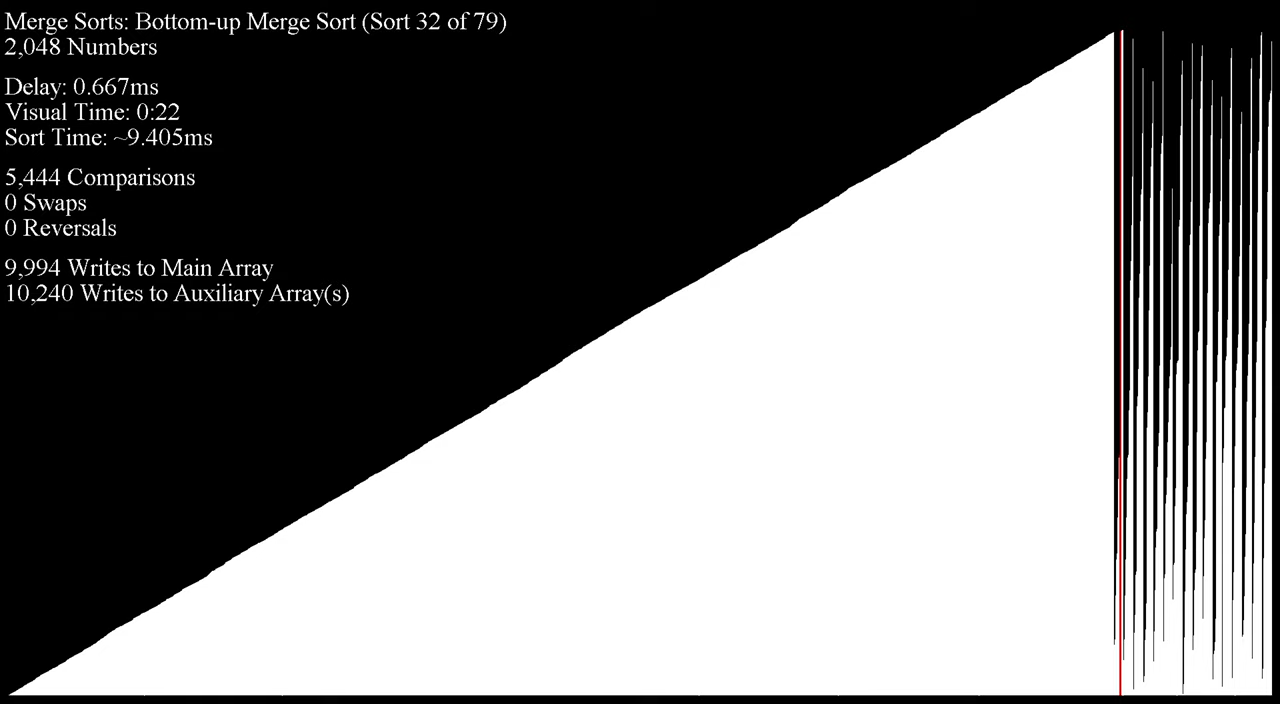 Merge Sorts: Bottom-up Merge Sort (Sort 32 of 79)
2,048 Numbers
Delay: 0.667ms
Visual Time: 0:22
Sort Time: ~9.405ms
5,444 Comparisons
0 Swaps
0 Reversals
9,994 Writes to Main Array
10,240 Writes to Auxiliary Array(s)